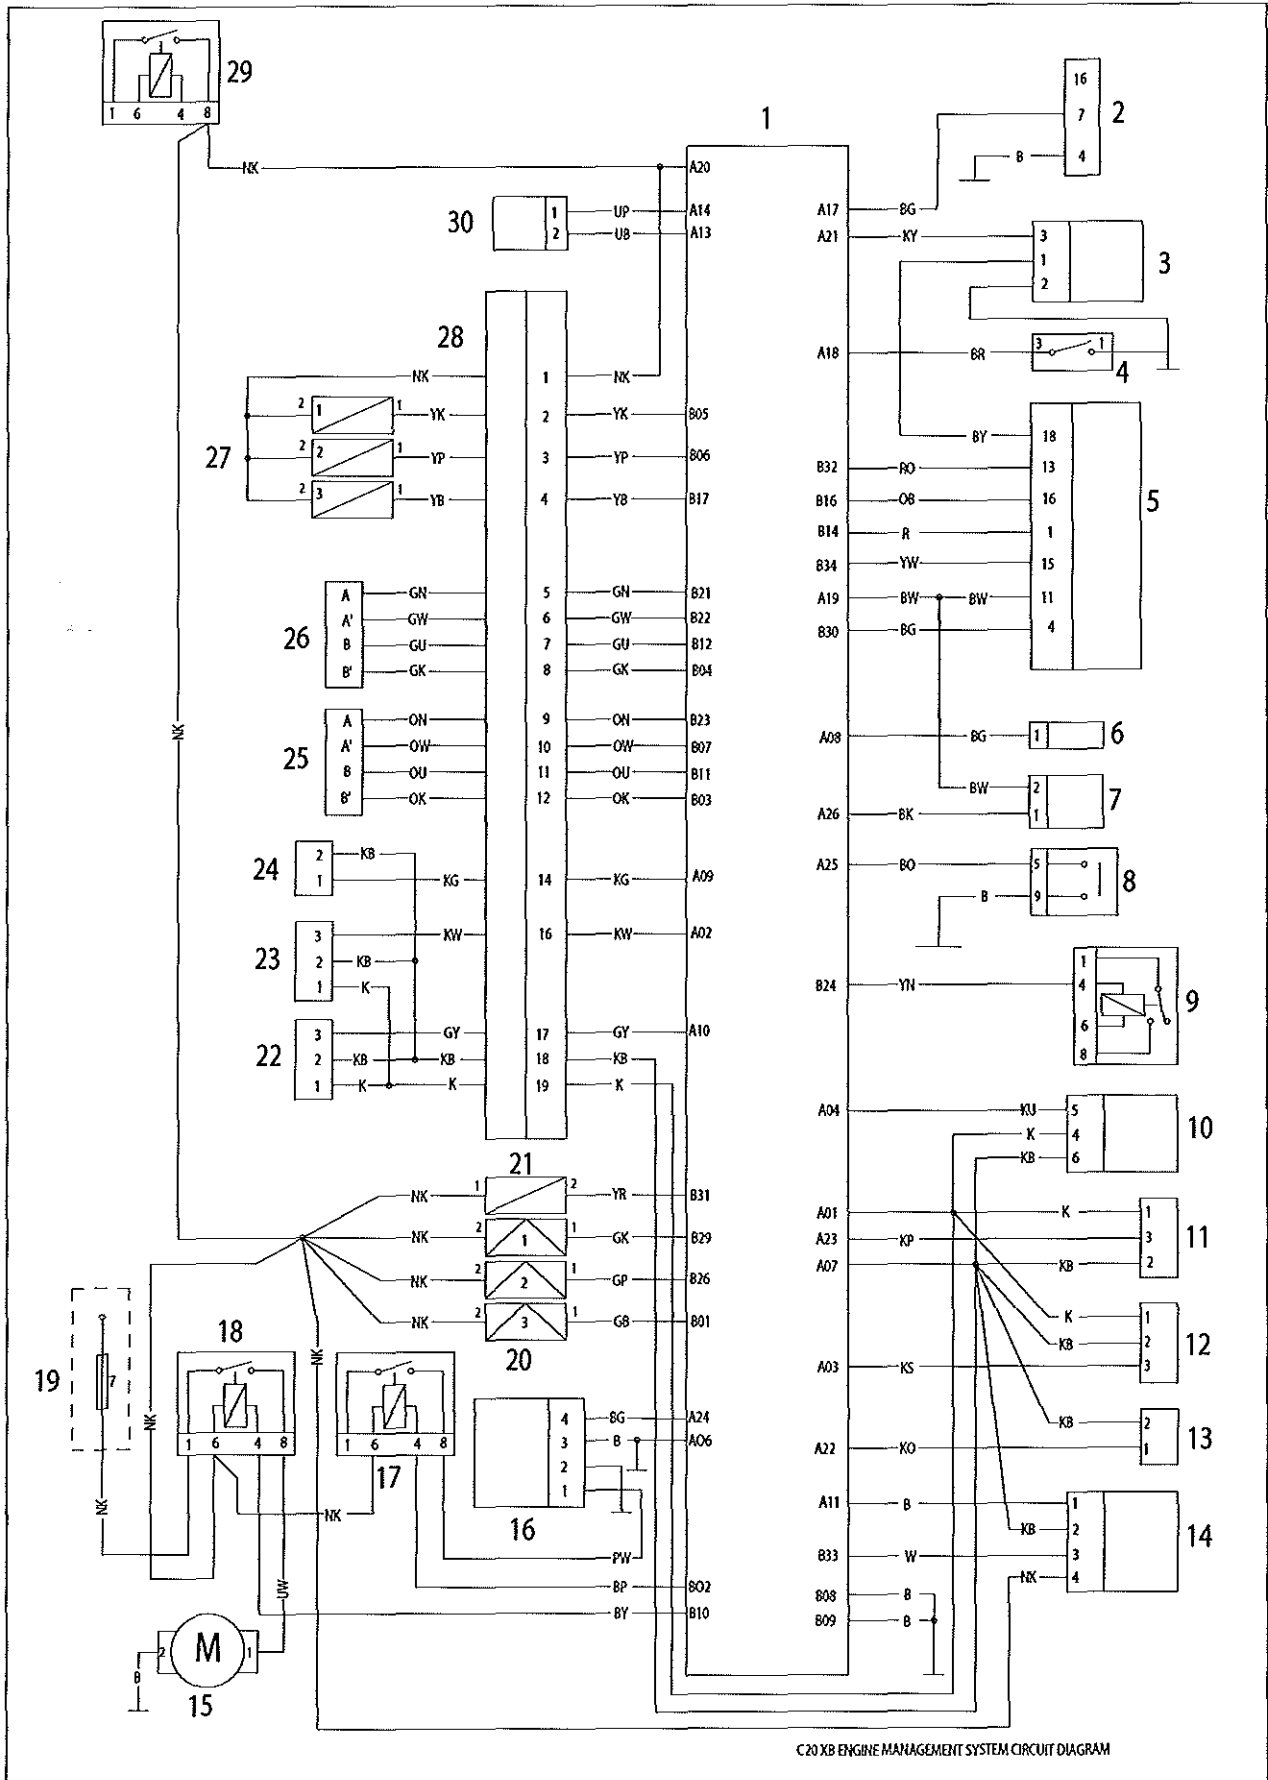 29
1 6 4 8
1
16
7 2
4
B
NK A20
A17 BG
30 1 UP A14
2 UB A13
A21 KY 3
1 3
2
28
A18 BR 3 1
4
NK 1 NK
2 1 1 YK 2 YK B05
BY 18
27 2 2 1 YP 3 YP B06
B32 RO 13
2 3 1 YB 4 YB B17
B16 OB 16 5
B14 R 1
B34 YW 15
A GN 5 GN B21
A19 BW BW 11
A' GW 6 GW B22
B30 BG 4
26
B GU 7 GU B12
B' GK 8 GK B04
A ON 9 ON B23
A08 BG 1 6
A' OW 10 OW B07
25
B OU 11 OU B11
B' OK 12 OK B03
NK
BW 2
A26 BK 1 7
24 2 KB
1 KG 14 KG A09
A25 BO 5
B 9 8
3 KW 16 KW A02
23 2 KB
1 K
B24 YN 1
4
6
8
9
3 GY 17 GY A10
22 2 KB KB 18 KB
1 K K 19 K
A04 KU 5
K 4 10
KB 6
21
NK 1 2 YR B31
A01 K 1
NK 2 1 1 GK B29
A23 KP 3 11
A07 KB 2
NK 2 2 1 GP B26
NK 2 3 1 GB B01
20
K 1
KB 2 12
A03 KS 3
18
19 7
NK
NK
1 6 4 8
1 6 4 8
17
4 BG A24
3 B AO6
2
1
16
KB 2 13
A22 KO 1
NK
NK
A11 B 1
KB 2 14
B33 W 3
NK 4
PW
BP BO2
BY B10
B08 B
B09 B
UW
2 M 1
B
15
C20 XB ENGINE MANAGEMENT SYSTEM CIRCUIT DIAGRAM